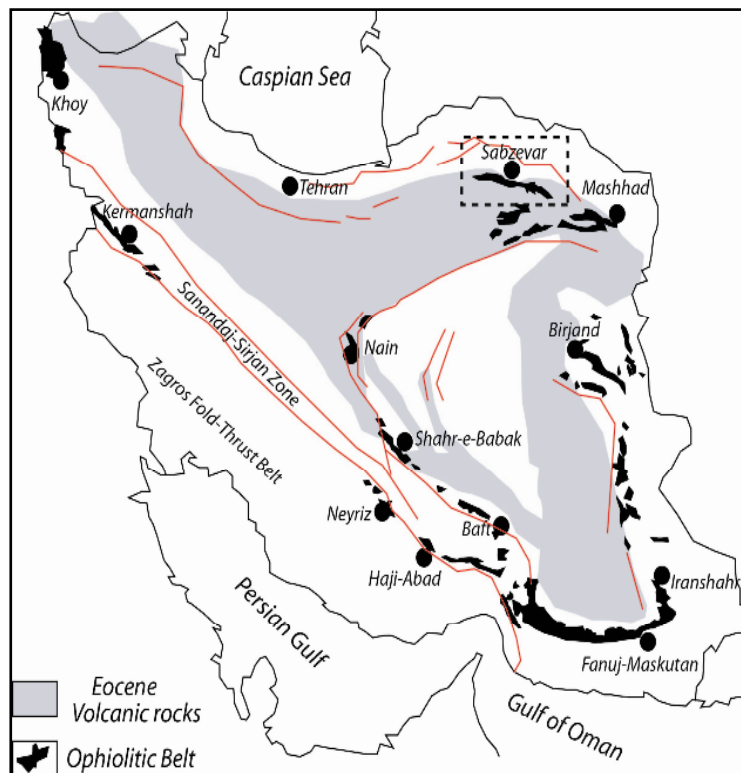 Caspian Sea
Khoy
Sabzevar
Tehran
Mashhad
Kermanshah
Sanandaj-Sirjan Zone
Birjand
Nain
Zagros Fold-Thrust Belt
Shahr-e-Babak
Neyriz
Baft
Haji-Abad
Iranshahr
Persian Gulf
Fanuj-Maskutan
Gulf of Oman
Eocene
Volcanic rocks
Ophiolitic Belt